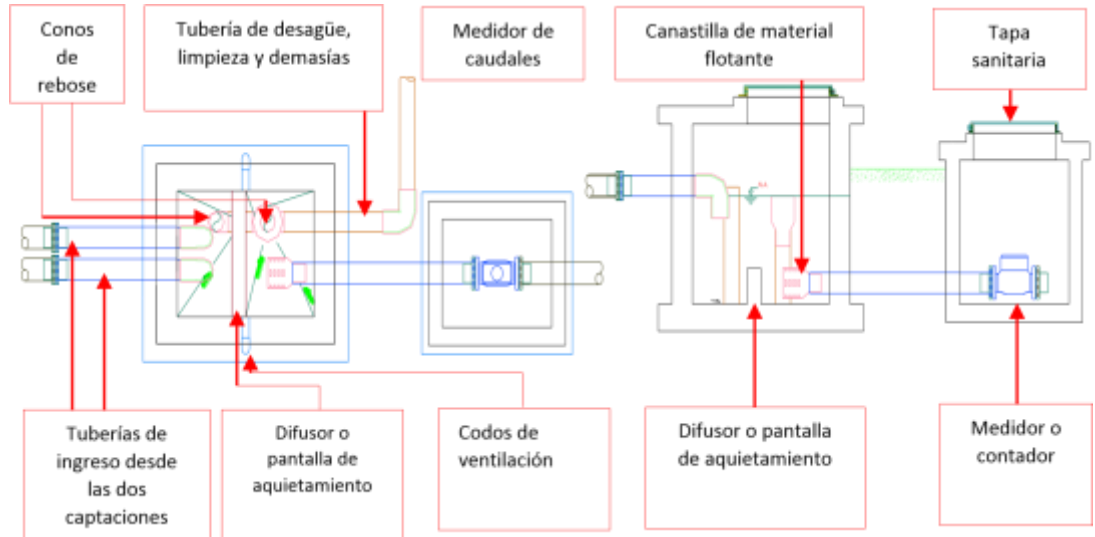 Conos
de
rebose
Tubería de desagüe,
limpieza y demasías
Medidor de
caudales
Canastilla de material
flotante
Tapa
sanitaria
Tuberías de
ingreso desde
las dos
captaciones
Difusor o
pantalla de
aquietamiento
Codos de
ventilación
Difusor o pantalla
de aquietamiento
Medidor o
contador